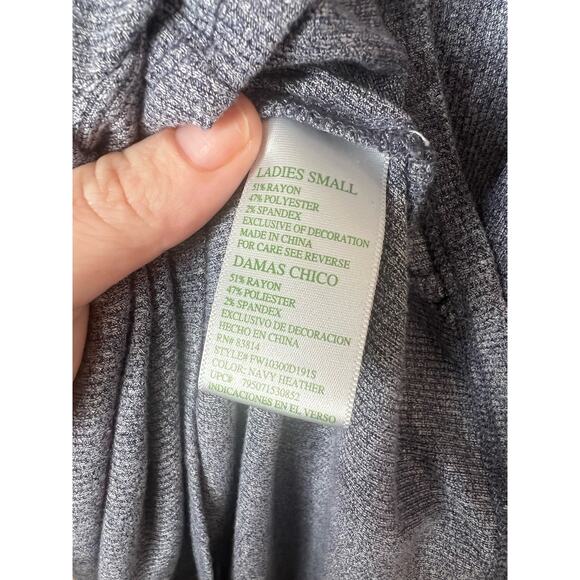 LADIES SMALL
51% RAYON
47% POLYESTER
2% SPANDEX
EXCLUSIVE OF DECORATION
MADE IN CHINA
FOR CARE SEE REVERSE
DAMAS CHICO
51% RAYON
47% POLIESTER
2% SPANDEX
EXCLUSIVO DE DECORACION
HECHO EN CHINA
RN# 83814
STYLE# FW10300D191S
COLOR: NAVY HEATHER
UPC# 795071530852
INDICACIONES EN EL VERSO